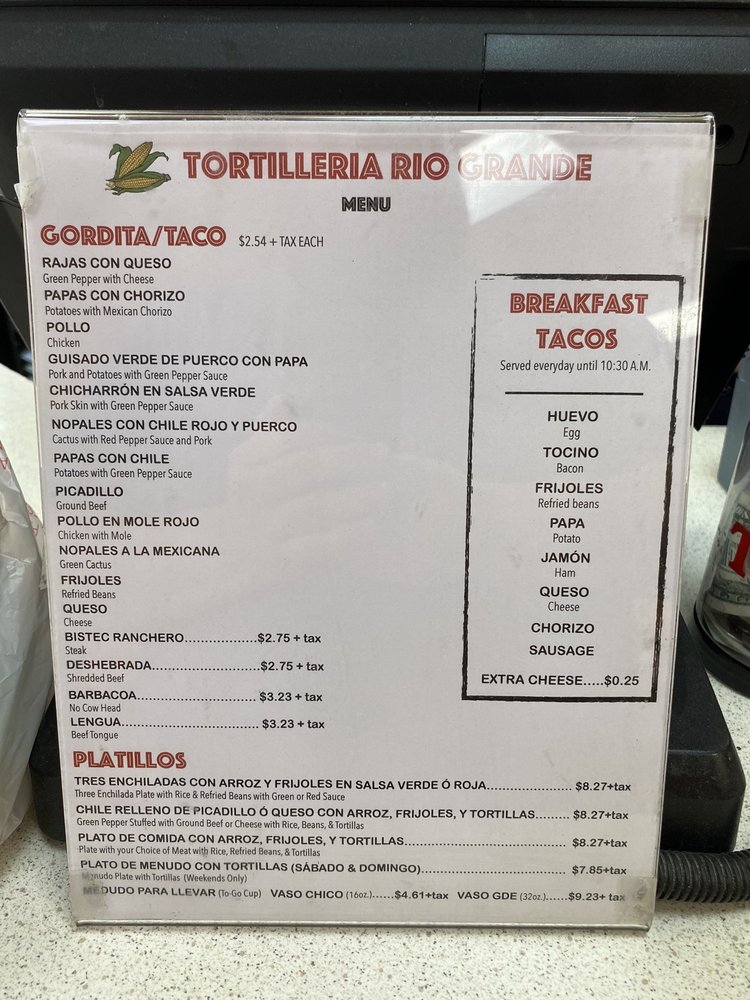 TORTILLERIA RIO GRANDE
MENU
GORDITA/TACO $2.54 + TAX EACH
RAJAS CON QUESO
Green Pepper with Cheese
PAPAS CON CHORIZO
Potatoes with Mexican Chorizo
POLLO
Chicken
GUISADO VERDE DE PUERCO CON PAPA
Pork and Potatoes with Green Pepper Sauce
CHICHARRÓN EN SALSA VERDE
Pork Skin with Green Pepper Sauce
NOPALES CON CHILE ROJO Y PUERCO
Cactus with Red Pepper Sauce and Pork
PAPAS CON CHILE
Potatoes with Green Pepper Sauce
PICADILLO
Ground Beef
POLLO EN MOLE ROJO
Chicken with Mole
NOPALES A LA MEXICANA
Green Cactus
FRIJOLES
Refried Beans
QUESO
Cheese
BISTEC RANCHERO..................$2.75 + tax
Steak
DESHEBRADA...........................$2.75 + tax
Shredded Beef
BARBACOA..............................$3.23 + tax
No Cow Head
LENGUA...................................$3.23 + tax
Beef Tongue
BREAKFAST
TACOS
Served everyday until 10:30 A.M.
HUEVO
Egg
TOCINO
Bacon
FRIJOLES
Refried beans
PAPA
Potato
JAMÓN
Ham
QUESO
Cheese
CHORIZO
SAUSAGE
EXTRA CHEESE.....$0.25
PLATILLOS
TRES ENCHILADAS CON ARROZ Y FRIJOLES EN SALSA VERDE Ó ROJA...................... $8.27+tax
Three Enchilada Plate with Rice & Refried Beans with Green or Red Sauce
CHILE RELLENO DE PICADILLO Ó QUESO CON ARROZ, FRIJOLES, Y TORTILLAS........ $8.27+tax
Green Pepper Stuffed with Ground Beef or Cheese with Rice, Beans, & Tortillas
PLATO DE COMIDA CON ARROZ, FRIJOLES, Y TORTILLAS......................................... $8.27+tax
Plate with your Choice of Meat with Rice, Refried Beans, & Tortillas
PLATO DE MENUDO CON TORTILLAS (SÁBADO & DOMINGO)..................................... $7.85+tax
Menudo Plate with Tortillas (Weekends Only)
MEDUDO PARA LLEVAR (To-Go Cup) VASO CHICO (16oz.)......$4.61+tax VASO GDE (32oz.)......$9.23+ tax